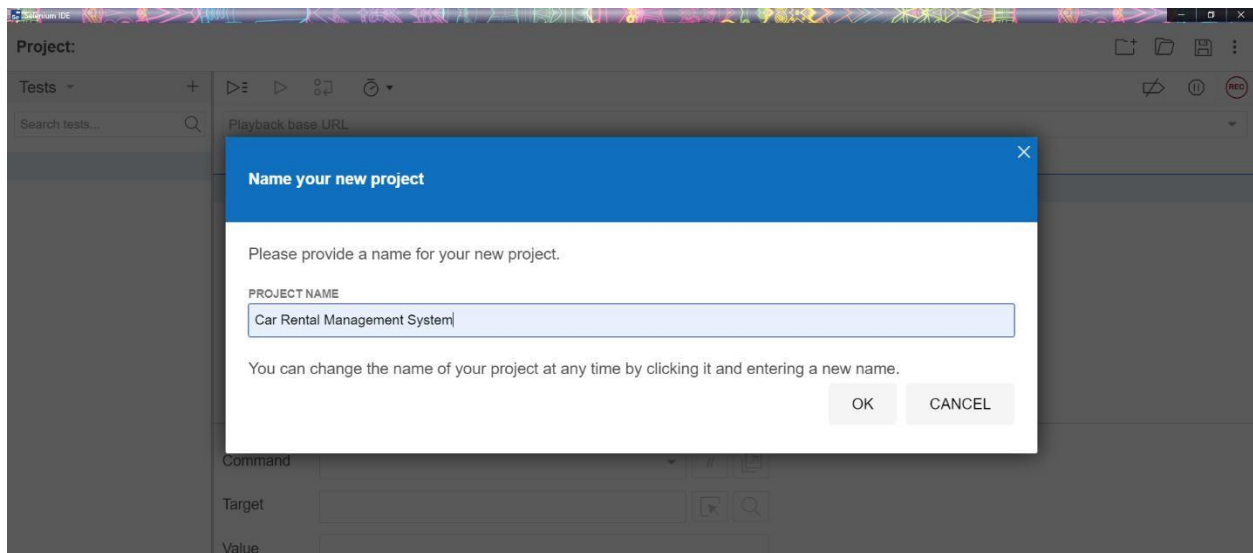 Selenium IDE
Project:
Tests
Search tests...
Playback base URL
REC
Name your new project
Please provide a name for your new project.
PROJECT NAME
Car Rental Management System
You can change the name of your project at any time by clicking it and entering a new name.
OK CANCEL
Command
//
Target
Value